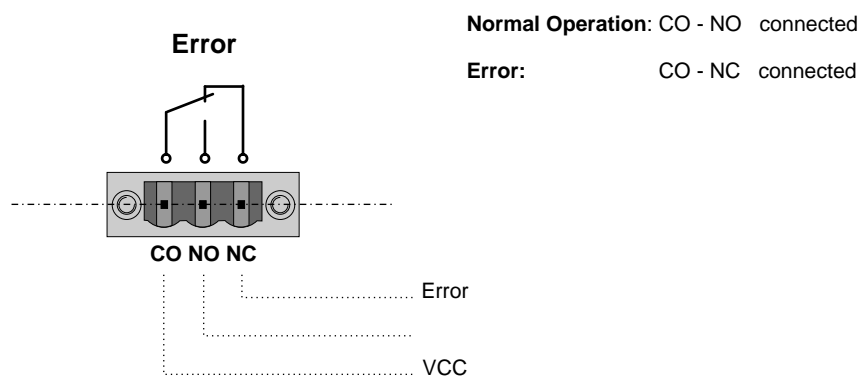 Normal Operation: CO - NO connected
Error
Error: CO - NC connected
CO NO NC
Error
VCC